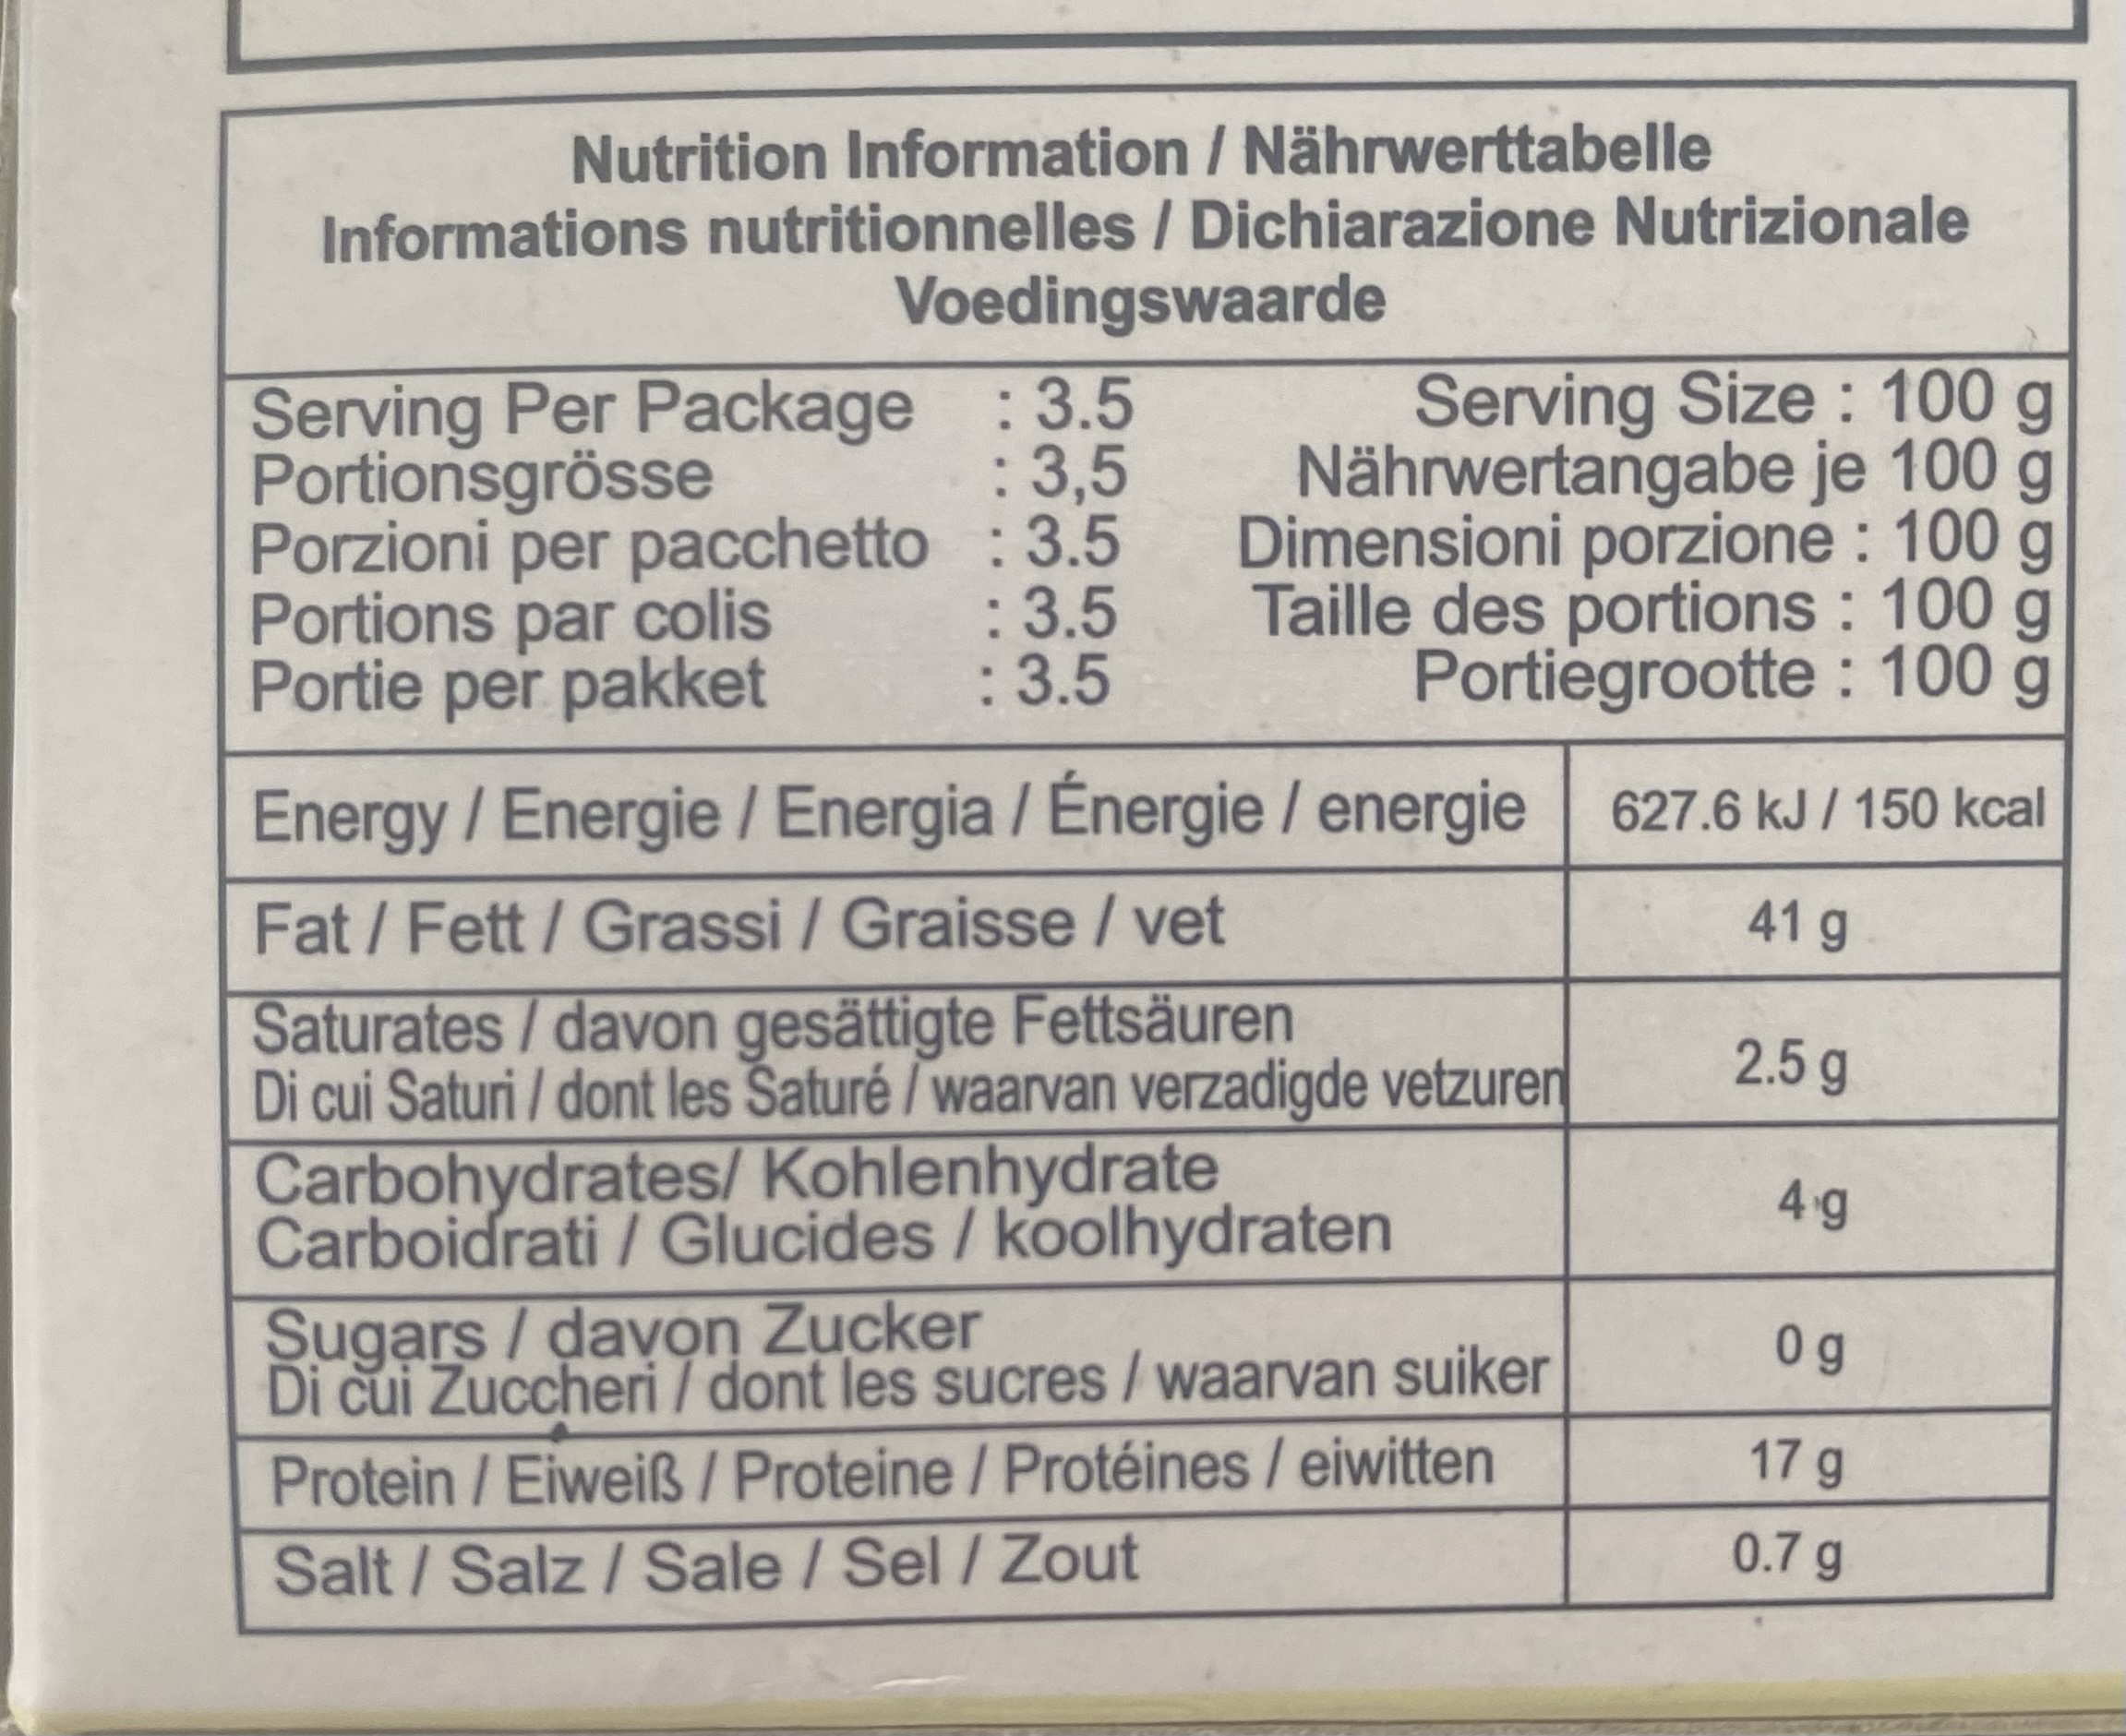 Nutrition Information / Nährwerttabelle
Informations nutritionnelles / Dichiarazione Nutrizionale
Voedingswaarde
Serving Per Package : 3.5 Serving Size : 100 g
Portionsgrösse : 3,5 Nährwertangabe je 100 g
Porzioni per pacchetto : 3.5 Dimensioni porzione : 100 g
Portions par colis : 3.5 Taille des portions : 100 g
Portie per pakket : 3.5 Portiegrootte : 100 g
Energy / Energie / Energia / Énergie / energie 627.6 kJ / 150 kcal
Fat / Fett / Grassi / Graisse / vet 41 g
Saturates / davon gesättigte Fettsäuren
Di cui Saturi / dont les Saturé / waarvan verzadigde vetzuren 2.5 g
Carbohydrates/ Kohlenhydrate
Carboidrati / Glucides / koolhydraten 4 g
Sugars / davon Zucker
Di cui Zuccheri / dont les sucres / waarvan suiker 0 g
Protein / Eiweiß / Proteine / Protéines / eiwitten 17 g
Salt / Salz / Sale / Sel / Zout 0.7 g